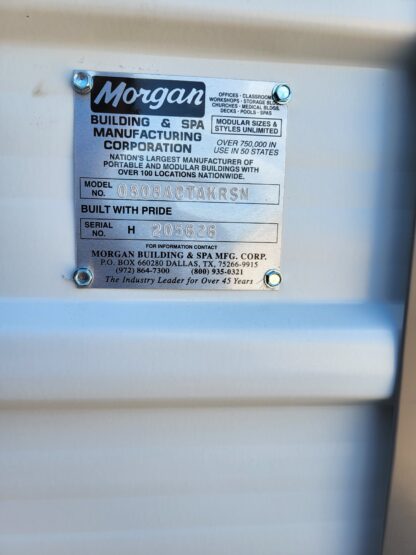 Morgan
OFFICES · CLASSROOMS
WORKSHOPS · STORAGE BLDGS
CHURCHES · MEDICAL BLDGS
DECKS · POOLS · SPAS
BUILDING & SPA
MANUFACTURING
CORPORATION
MODULAR SIZES &
STYLES UNLIMITED
OVER 750,000 IN
USE IN 50 STATES
NATION'S LARGEST MANUFACTURER OF
PORTABLE AND MODULAR BUILDINGS WITH
OVER 100 LOCATIONS NATIONWIDE.
MODEL
NO.
BUILT WITH PRIDE
SERIAL
NO. H 205626
FOR INFORMATION CONTACT
MORGAN BUILDING & SPA MFG. CORP.
P.O. BOX 660280 DALLAS, TX, 75266-9915
(972) 864-7300 (800) 935-0321
The Industry Leader for Over 45 Years